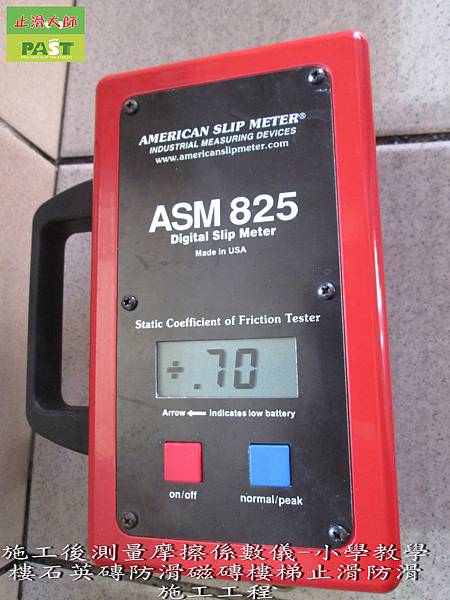 止滑大師
PAST
AMERICAN SLIP METER®
INDUSTRIAL MEASURING DEVICES
www.americanslipmeter.com
ASM 825
Digital Slip Meter
Made in USA
Static Coefficient of Friction Tester
÷.70
Arrow ← Indicates low battery
on/off
normal/peak
施工後測量摩擦係數儀-小學教學
樓石英磚防滑磁磚樓梯止滑防滑
施工工程